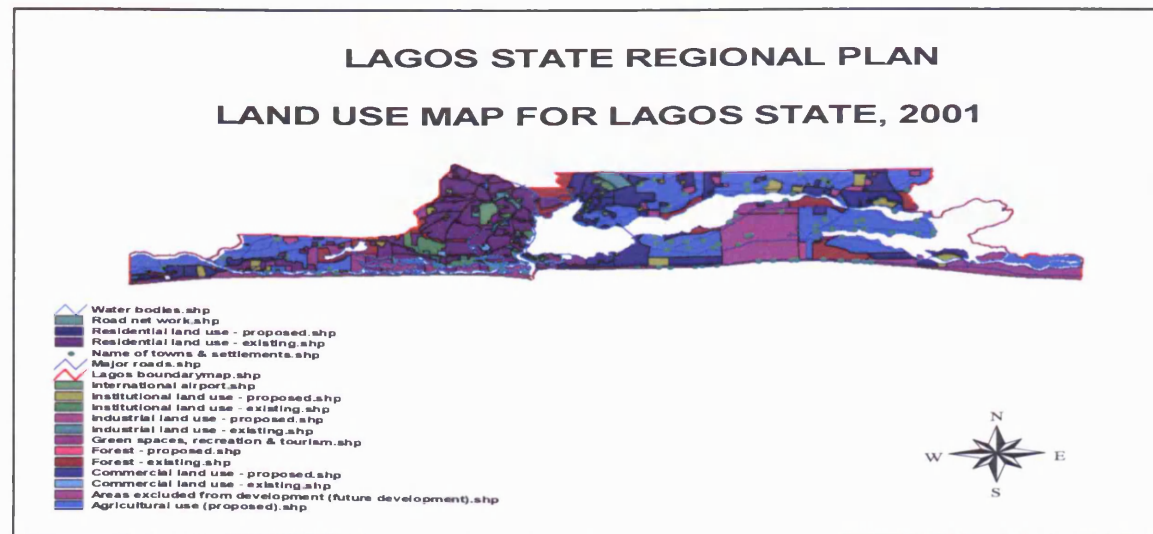 LAGOS STATE REGIONAL PLAN
LAND USE MAP FOR LAGOS STATE, 2001
Water bodies.shp
Road net work.shp
Residential land use - proposed.shp
Residential land use - existing.shp
Name of towns & settlements.shp
Major roads.shp
Lagos boundarymap.shp
International airport.shp
Institutional land use - proposed.shp
Institutional land use - existing.shp
Industrial land use - proposed.shp
Industrial land use - existing.shp
Green spaces, recreation & tourism.shp
Forest - proposed.shp
Forest - existing.shp
Commercial land use - proposed.shp
Commercial land use - existing.shp
Areas excluded from development (future development).shp
Agricultural use (proposed).shp
N
W E
S